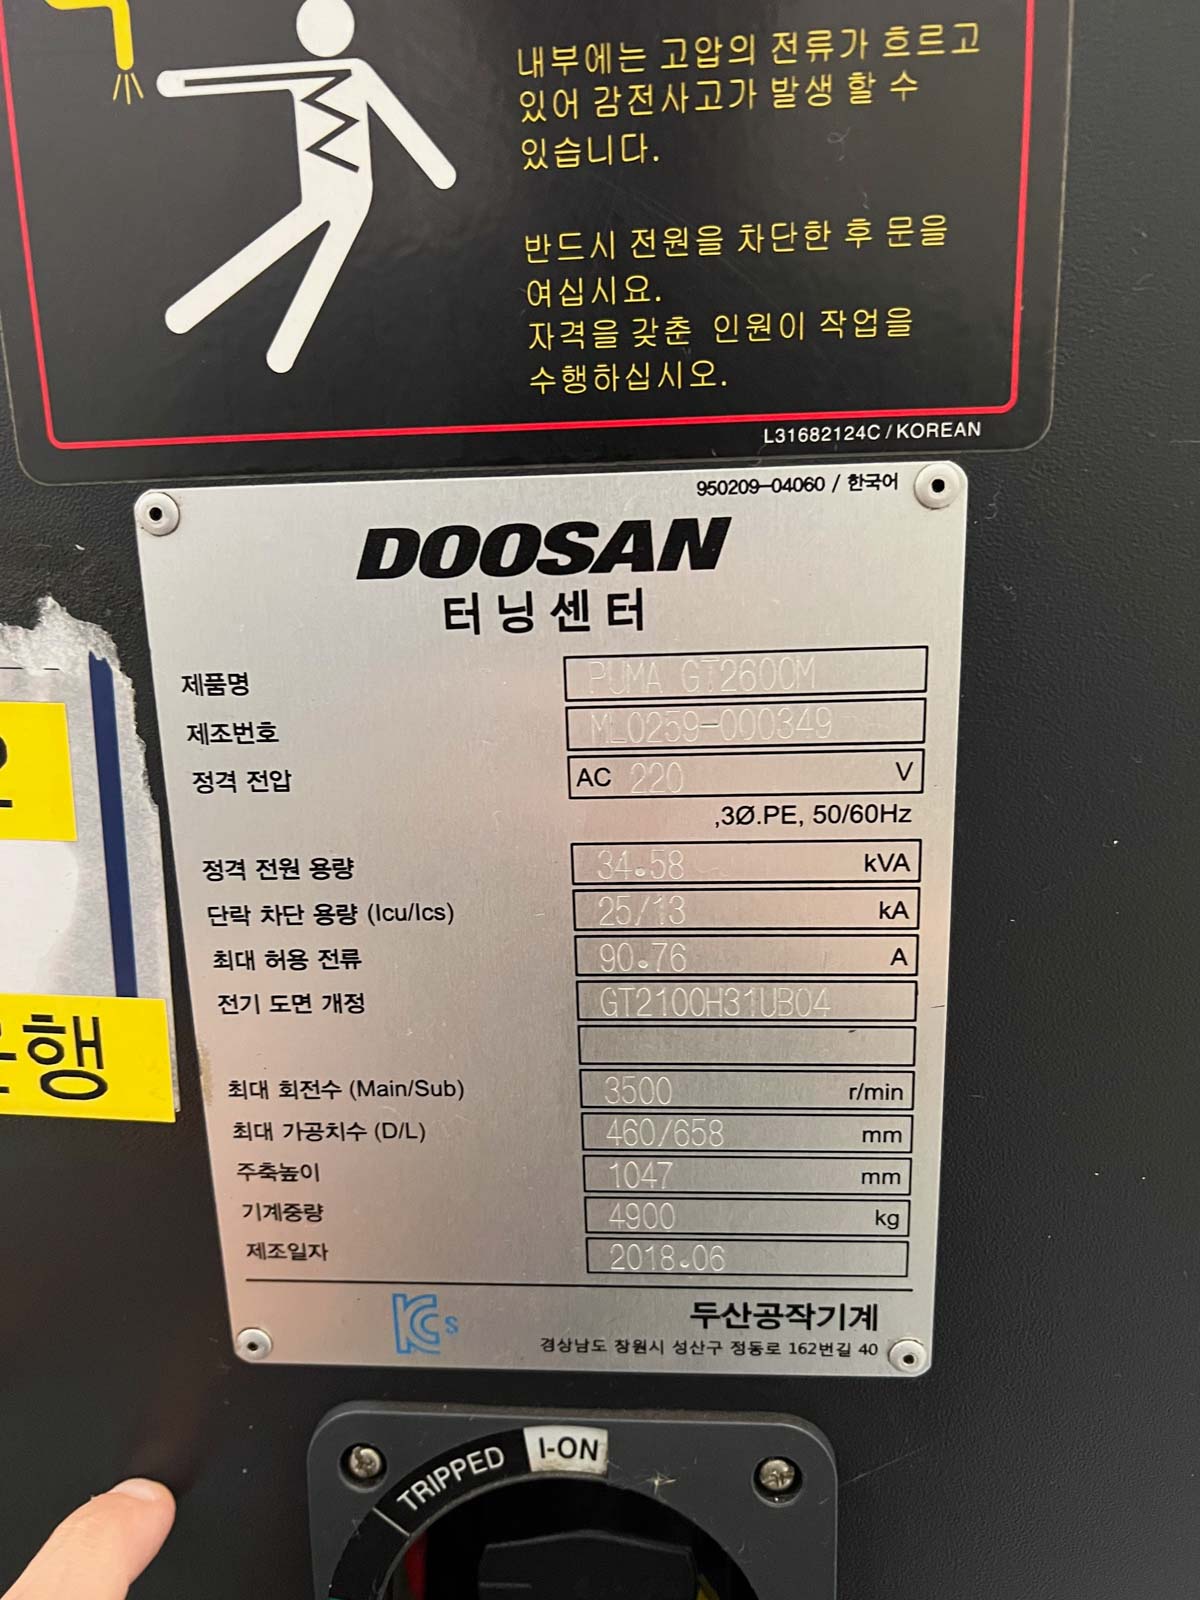 내부에는 고압의 전류가 흐르고
있어 감전사고가 발생 할 수
있습니다.
반드시 전원을 차단한 후 문을
여십시요.
자격을 갖춘 인원이 작업을
수행하십시오.
L31682124C / KOREAN
950209-04060 / 한국어
DOOSAN
터닝센터
제품명 PUMA GT2600M
제조번호 ML0259-000349
정격 전압 AC 220 V
,3Ø.PE, 50/60Hz
정격 전원 용량 34.58 kVA
단락 차단 용량 (Icu/Ics) 25/13 kA
최대 허용 전류 90.76 A
전기 도면 개정 GT2100H31UB04
최대 회전수 (Main/Sub) 3500 r/min
최대 가공치수 (D/L) 460/658 mm
주축높이 1047 mm
기계중량 4900 kg
제조일자 2018.06
KCs
두산공작기계
경상남도 창원시 성산구 정동로 162번길 40
행
TRIPPED
I-ON